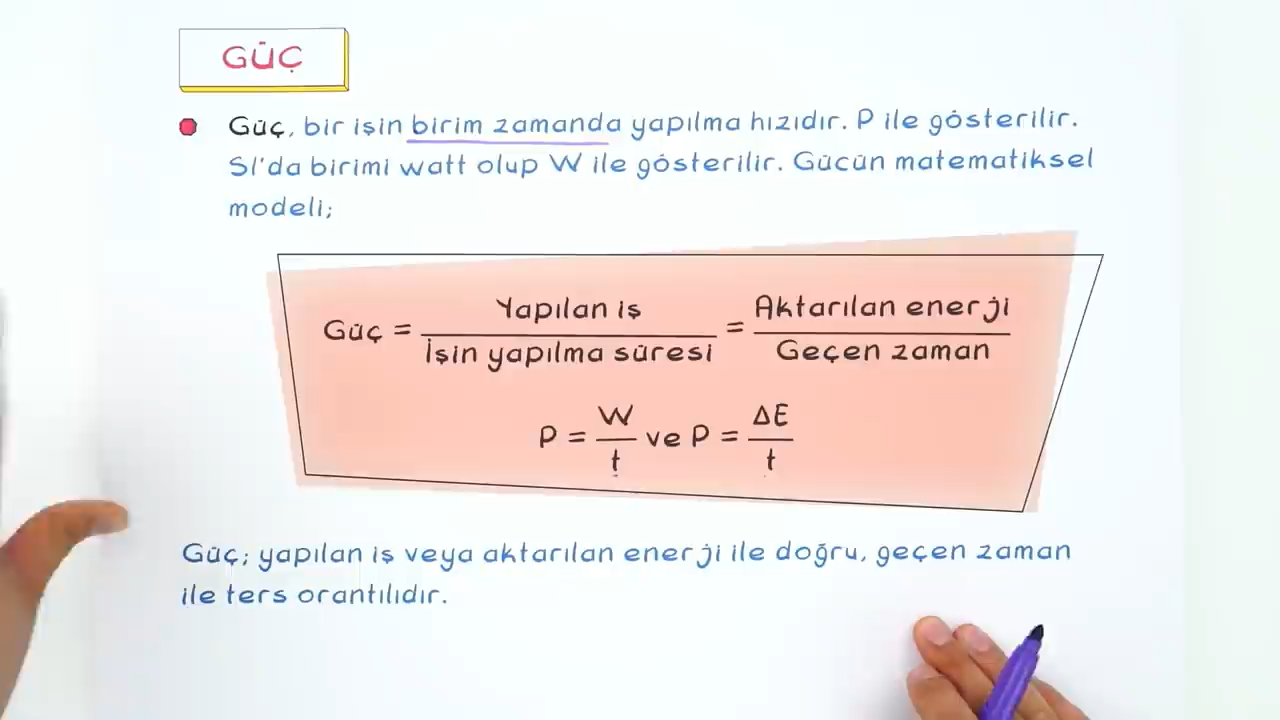 GÜÇ
Güç, bir işin birim zamanda yapılma hızıdır. P ile gösterilir.
SI'da birimi watt olup W ile gösterilir. Gücün matematiksel
modeli;
Güç = Yapılan iş / İşin yapılma süresi = Aktarılan enerji / Geçen zaman
P = W / t ve P = ΔE / t
Güç; yapılan iş veya aktarılan enerji ile doğru, geçen zaman
ile ters orantılıdır.